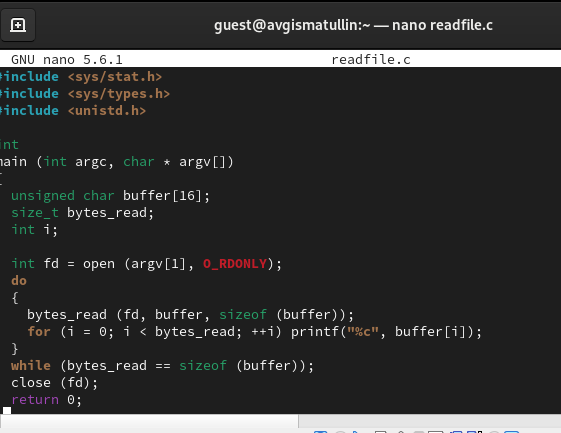 guest@avgismatullin:~ — nano readfile.c
GNU nano 5.6.1 readfile.c
#include <sys/stat.h>
#include <sys/types.h>
#include <unistd.h>
int
main (int argc, char * argv[])
{
unsigned char buffer[16];
size_t bytes_read;
int i;
int fd = open (argv[1], O_RDONLY);
do
{
bytes_read (fd, buffer, sizeof (buffer));
for (i = 0; i < bytes_read; ++i) printf("%c", buffer[i]);
}
while (bytes_read == sizeof (buffer));
close (fd);
return 0;